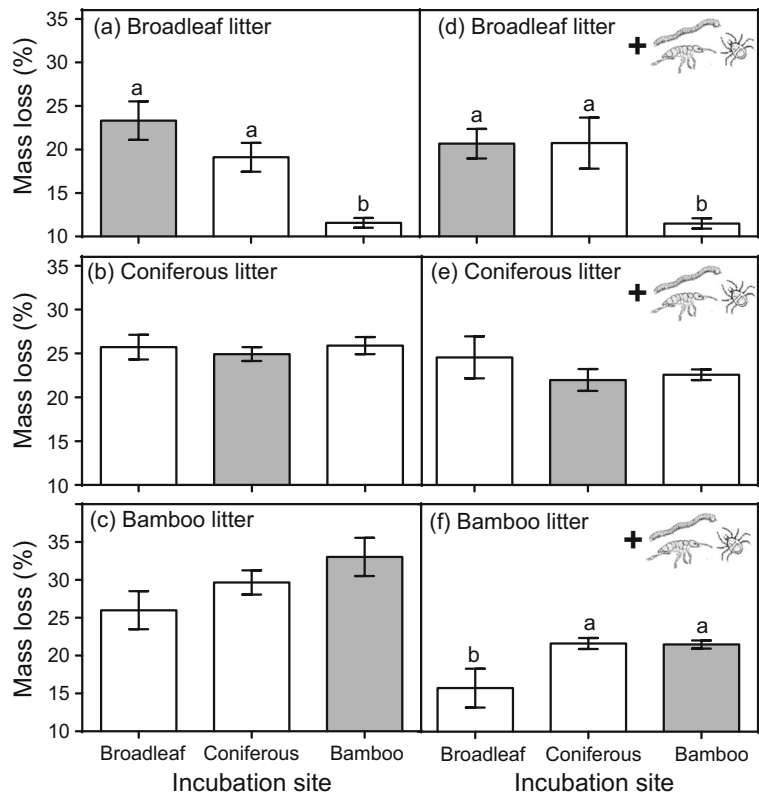 (a) Broadleaf litter
Mass loss (%)
35
30
25
20
15
10
a
a
b
(d) Broadleaf litter
+
a
a
b
(b) Coniferous litter
Mass loss (%)
35
30
25
20
15
10
(e) Coniferous litter
+
(c) Bamboo litter
Mass loss (%)
35
30
25
20
15
10
(f) Bamboo litter
+
b
a
a
Broadleaf Coniferous Bamboo
Incubation site
Broadleaf Coniferous Bamboo
Incubation site